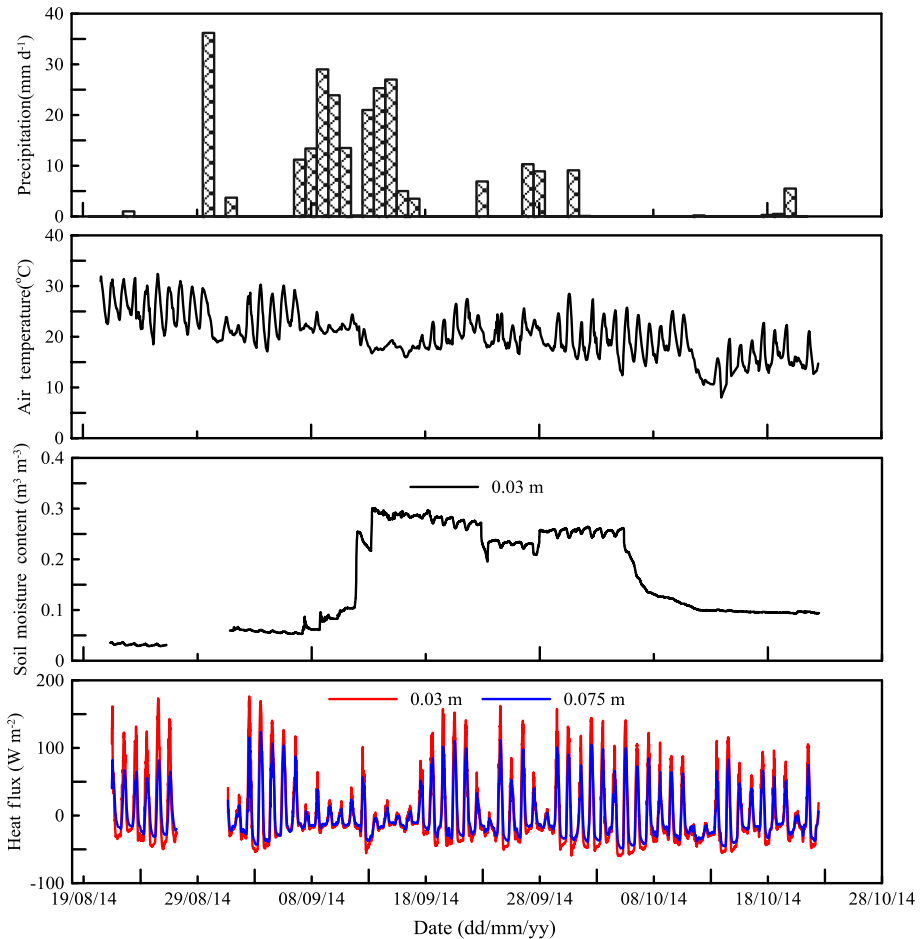 40
30
20
10
0
Precipitation(mm d-1)
40
30
20
10
0
Air temperature(°C)
0.4
0.3
0.2
0.1
0
Soil moisture content (m3 m-3)
0.03 m
200
100
0
-100
Heat flux (W m-2)
0.03 m 0.075 m
19/08/14 29/08/14 08/09/14 18/09/14 28/09/14 08/10/14 18/10/14 28/10/14
Date (dd/mm/yy)